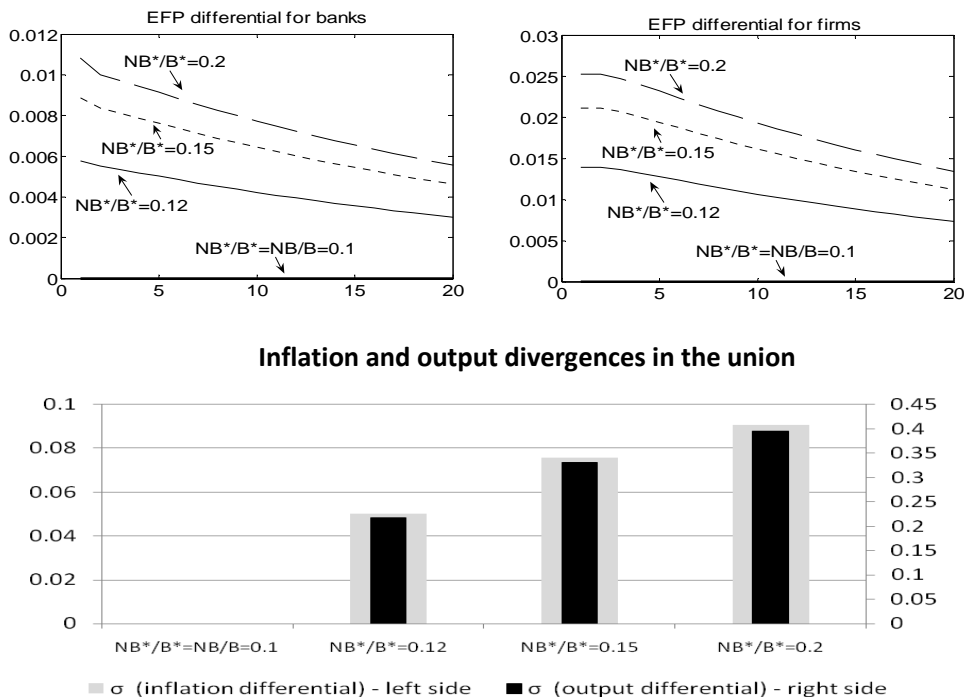 EFP differential for banks
0.012
0.01
0.008
0.006
0.004
0.002
0
NB*/B*=0.2
NB*/B*=0.15
NB*/B*=0.12
NB*/B*=NB/B=0.1
0 5 10 15 20
EFP differential for firms
0.03
0.025
0.02
0.015
0.01
0.005
0
NB*/B*=0.2
NB*/B*=0.15
NB*/B*=0.12
NB*/B*=NB/B=0.1
0 5 10 15 20
Inflation and output divergences in the union
0.1
0.08
0.06
0.04
0.02
0
0.45
0.4
0.35
0.3
0.25
0.2
0.15
0.1
0.05
0
NB*/B*=NB/B=0.1 NB*/B*=0.12 NB*/B*=0.15 NB*/B*=0.2
σ (inflation differential) - left side σ (output differential) - right side